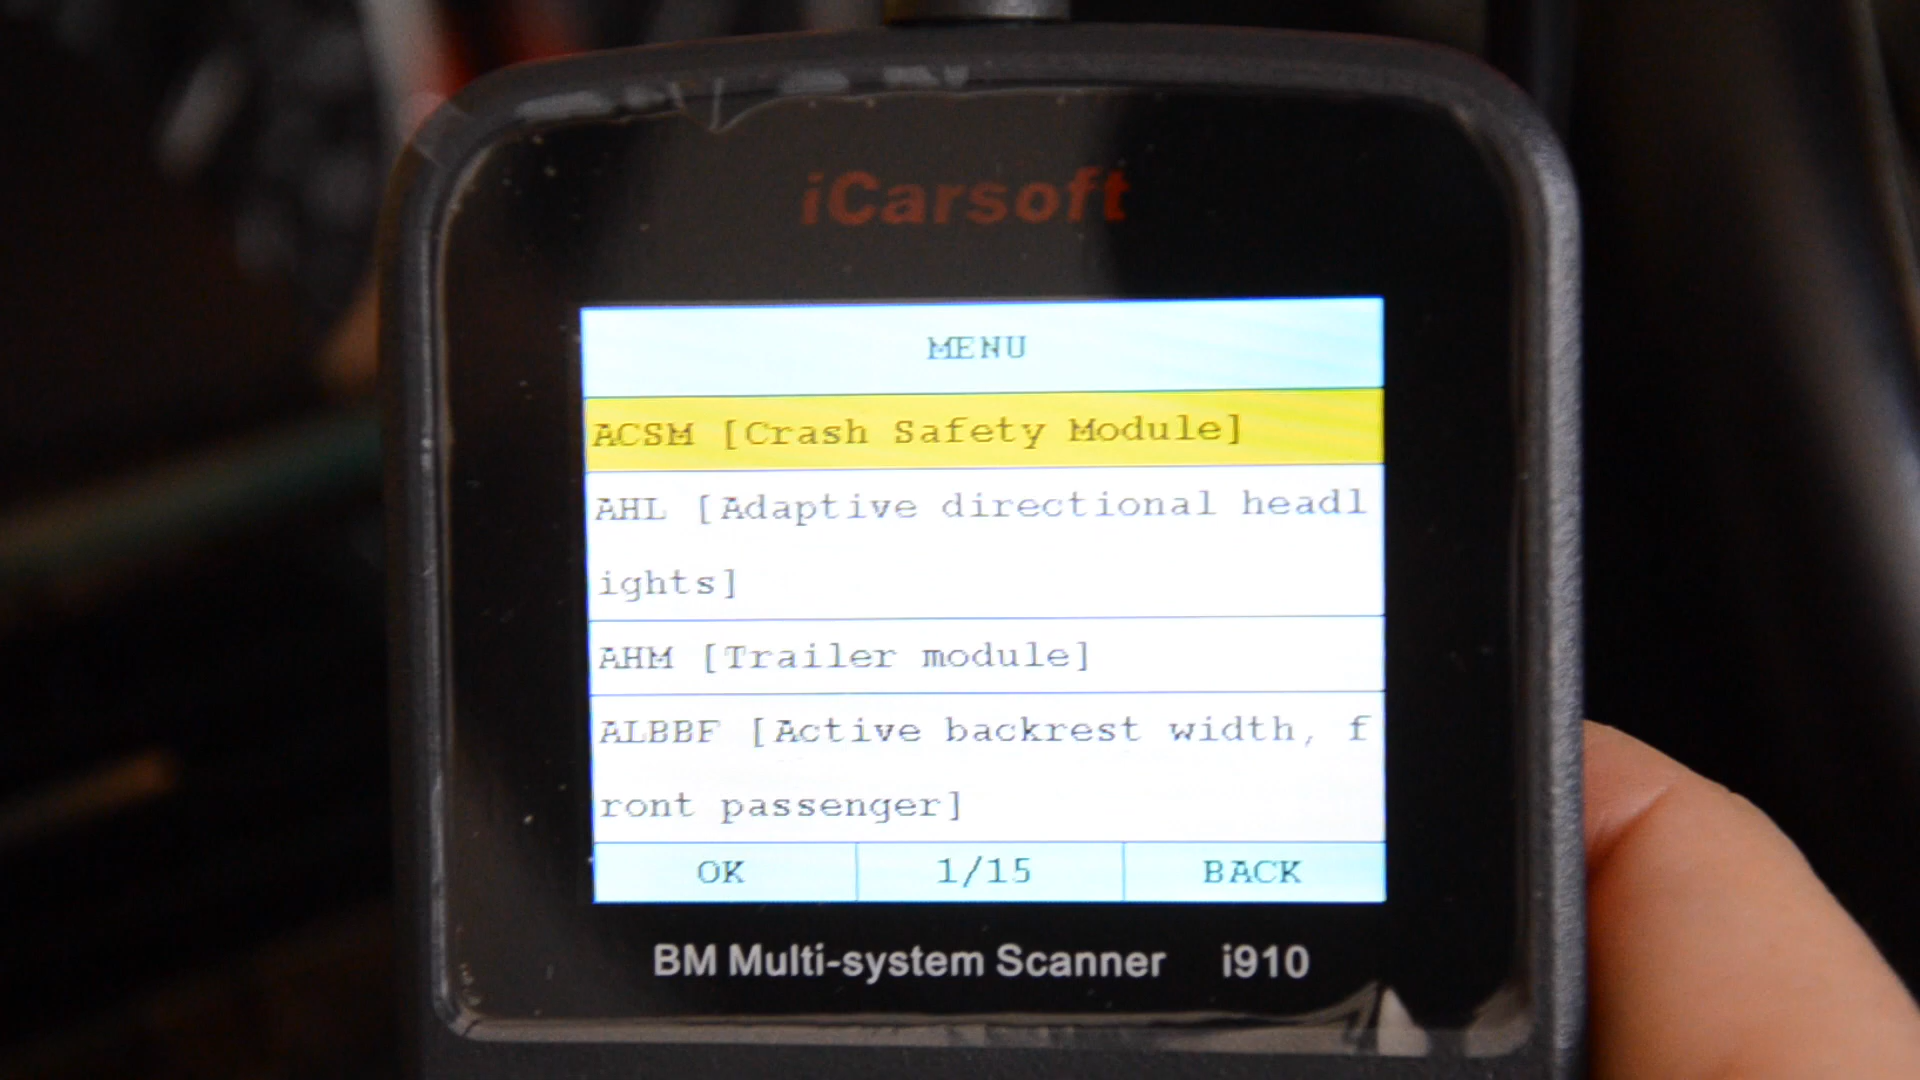 iCarsoft
MENU
ACSM [Crash Safety Module]
AHL [Adaptive directional headl
ights]
AHM [Trailer module]
ALBBF [Active backrest width, f
ront passenger]
OK 1/15 BACK
BM Multi-system Scanner i910